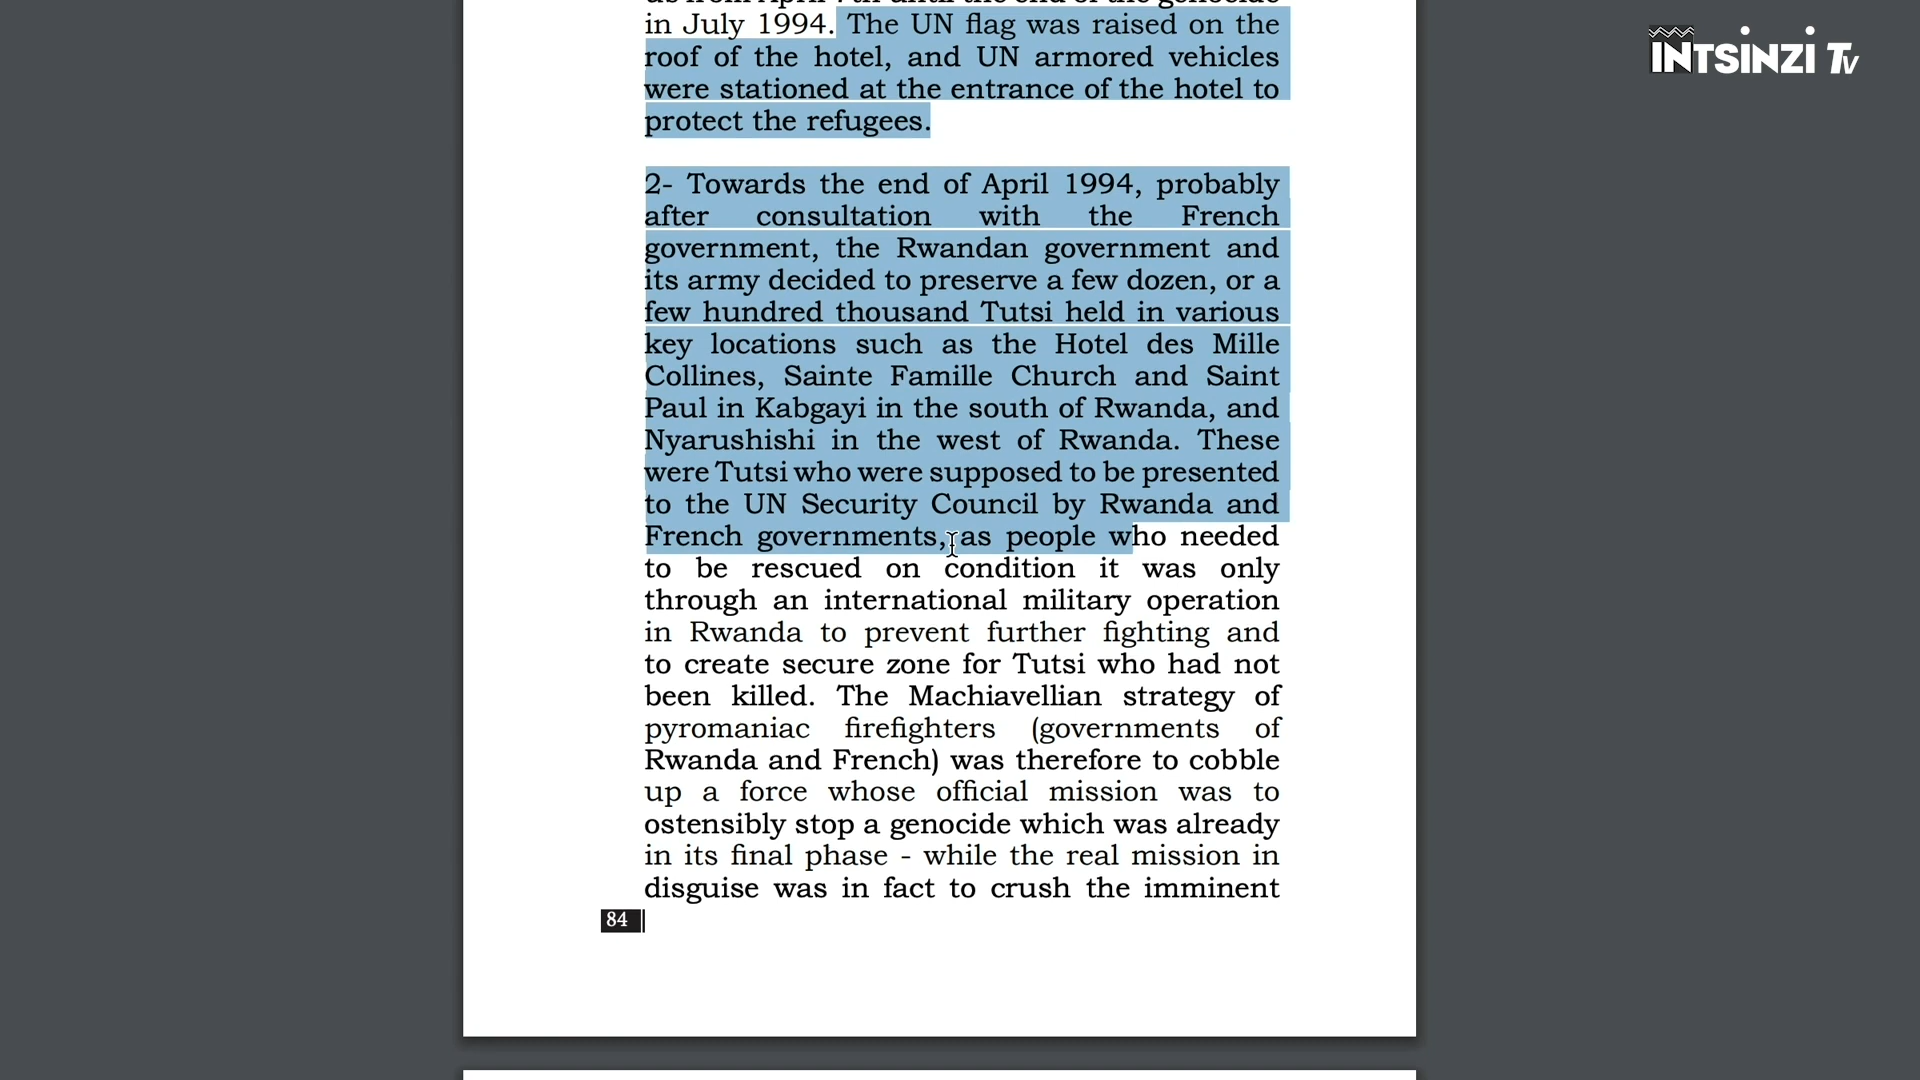 in July 1994. The UN flag was raised on the
roof of the hotel, and UN armored vehicles
were stationed at the entrance of the hotel to
protect the refugees.
2- Towards the end of April 1994, probably
after consultation with the French
government, the Rwandan government and
its army decided to preserve a few dozen, or a
few hundred thousand Tutsi held in various
key locations such as the Hotel des Mille
Collines, Sainte Famille Church and Saint
Paul in Kabgayi in the south of Rwanda, and
Nyarushishi in the west of Rwanda. These
were Tutsi who were supposed to be presented
to the UN Security Council by Rwanda and
French governments, as people who needed
to be rescued on condition it was only
through an international military operation
in Rwanda to prevent further fighting and
to create secure zone for Tutsi who had not
been killed. The Machiavellian strategy of
pyromaniac firefighters (governments of
Rwanda and French) was therefore to cobble
up a force whose official mission was to
ostensibly stop a genocide which was already
in its final phase - while the real mission in
disguise was in fact to crush the imminent
84
INTSINZI TV